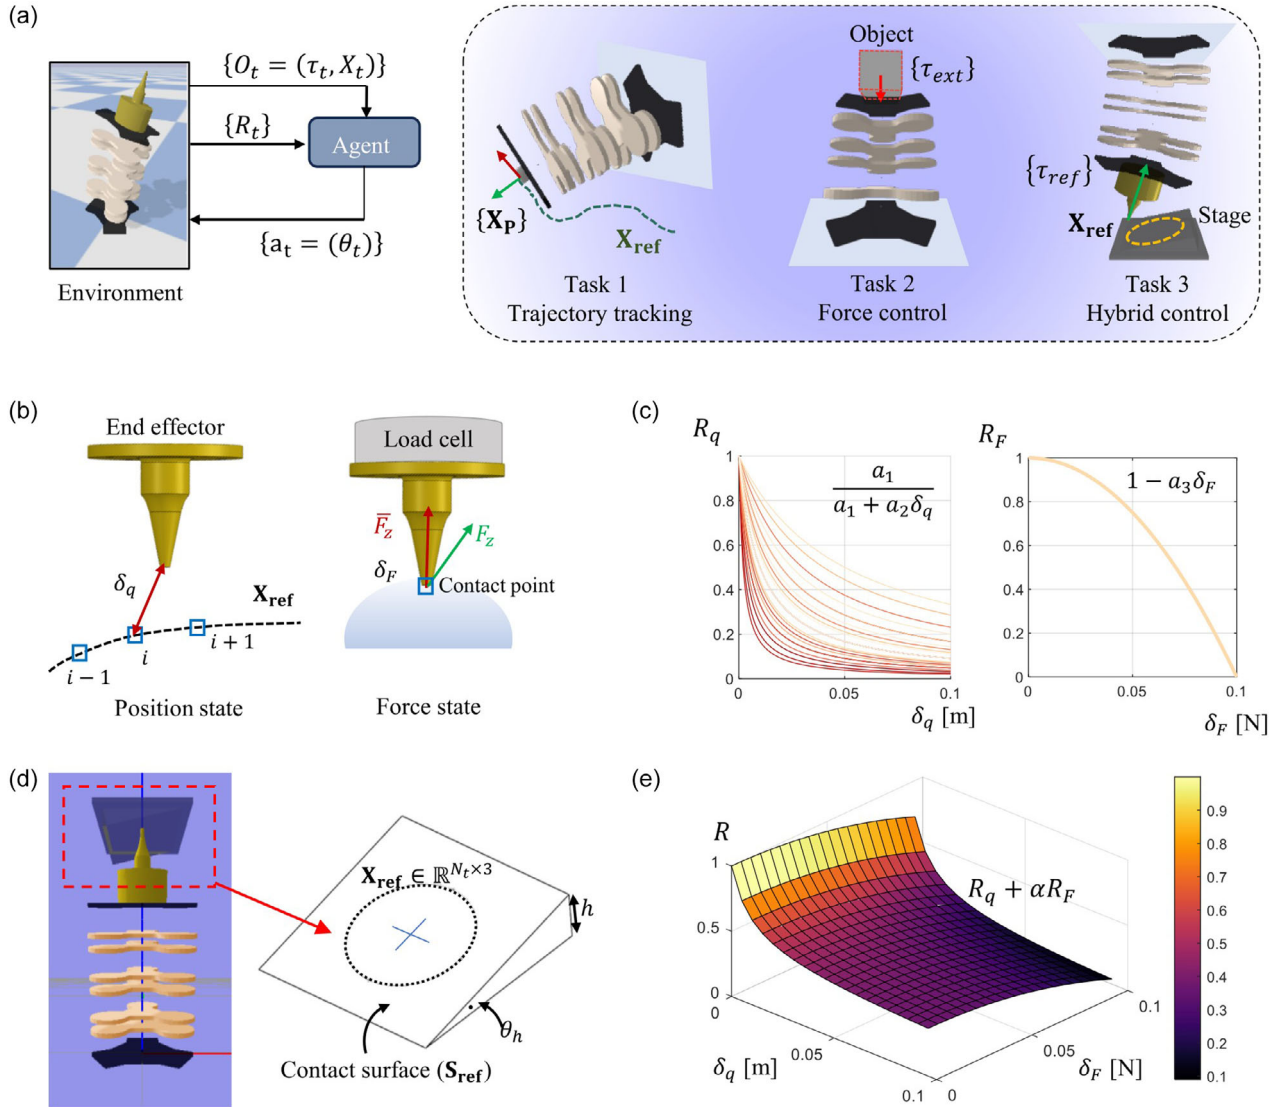 (a)
{O_t = (τ_t, X_t)}
{R_t}
Agent
{a_t = (θ_t)}
Environment
Object
{τ_ext}
{X_P}
X_ref
{τ_ref}
X_ref
Stage
Task 1
Trajectory tracking
Task 2
Force control
Task 3
Hybrid control
(b)
End effector
δ_q
X_ref
i − 1
i
i + 1
Position state
Load cell
F̅_z
F_z
δ_F
Contact point
Force state
(c)
R_q
1
0.8
0.6
0.4
0.2
0
0
0.05
0.1
a_1
a_1 + a_2δ_q
δ_q [m]
R_F
1
0.8
0.6
0.4
0.2
0
0
0.05
0.1
1 − a_3δ_F
δ_F [N]
(d)
X_ref ∈ ℝ^{N_t×3}
h
θ_h
Contact surface (S_ref)
(e)
R
1
0.5
0
0
0.05
0.1
δ_q [m]
0
0.05
0.1
δ_F [N]
R_q + αR_F
0.9
0.8
0.7
0.6
0.5
0.4
0.3
0.2
0.1